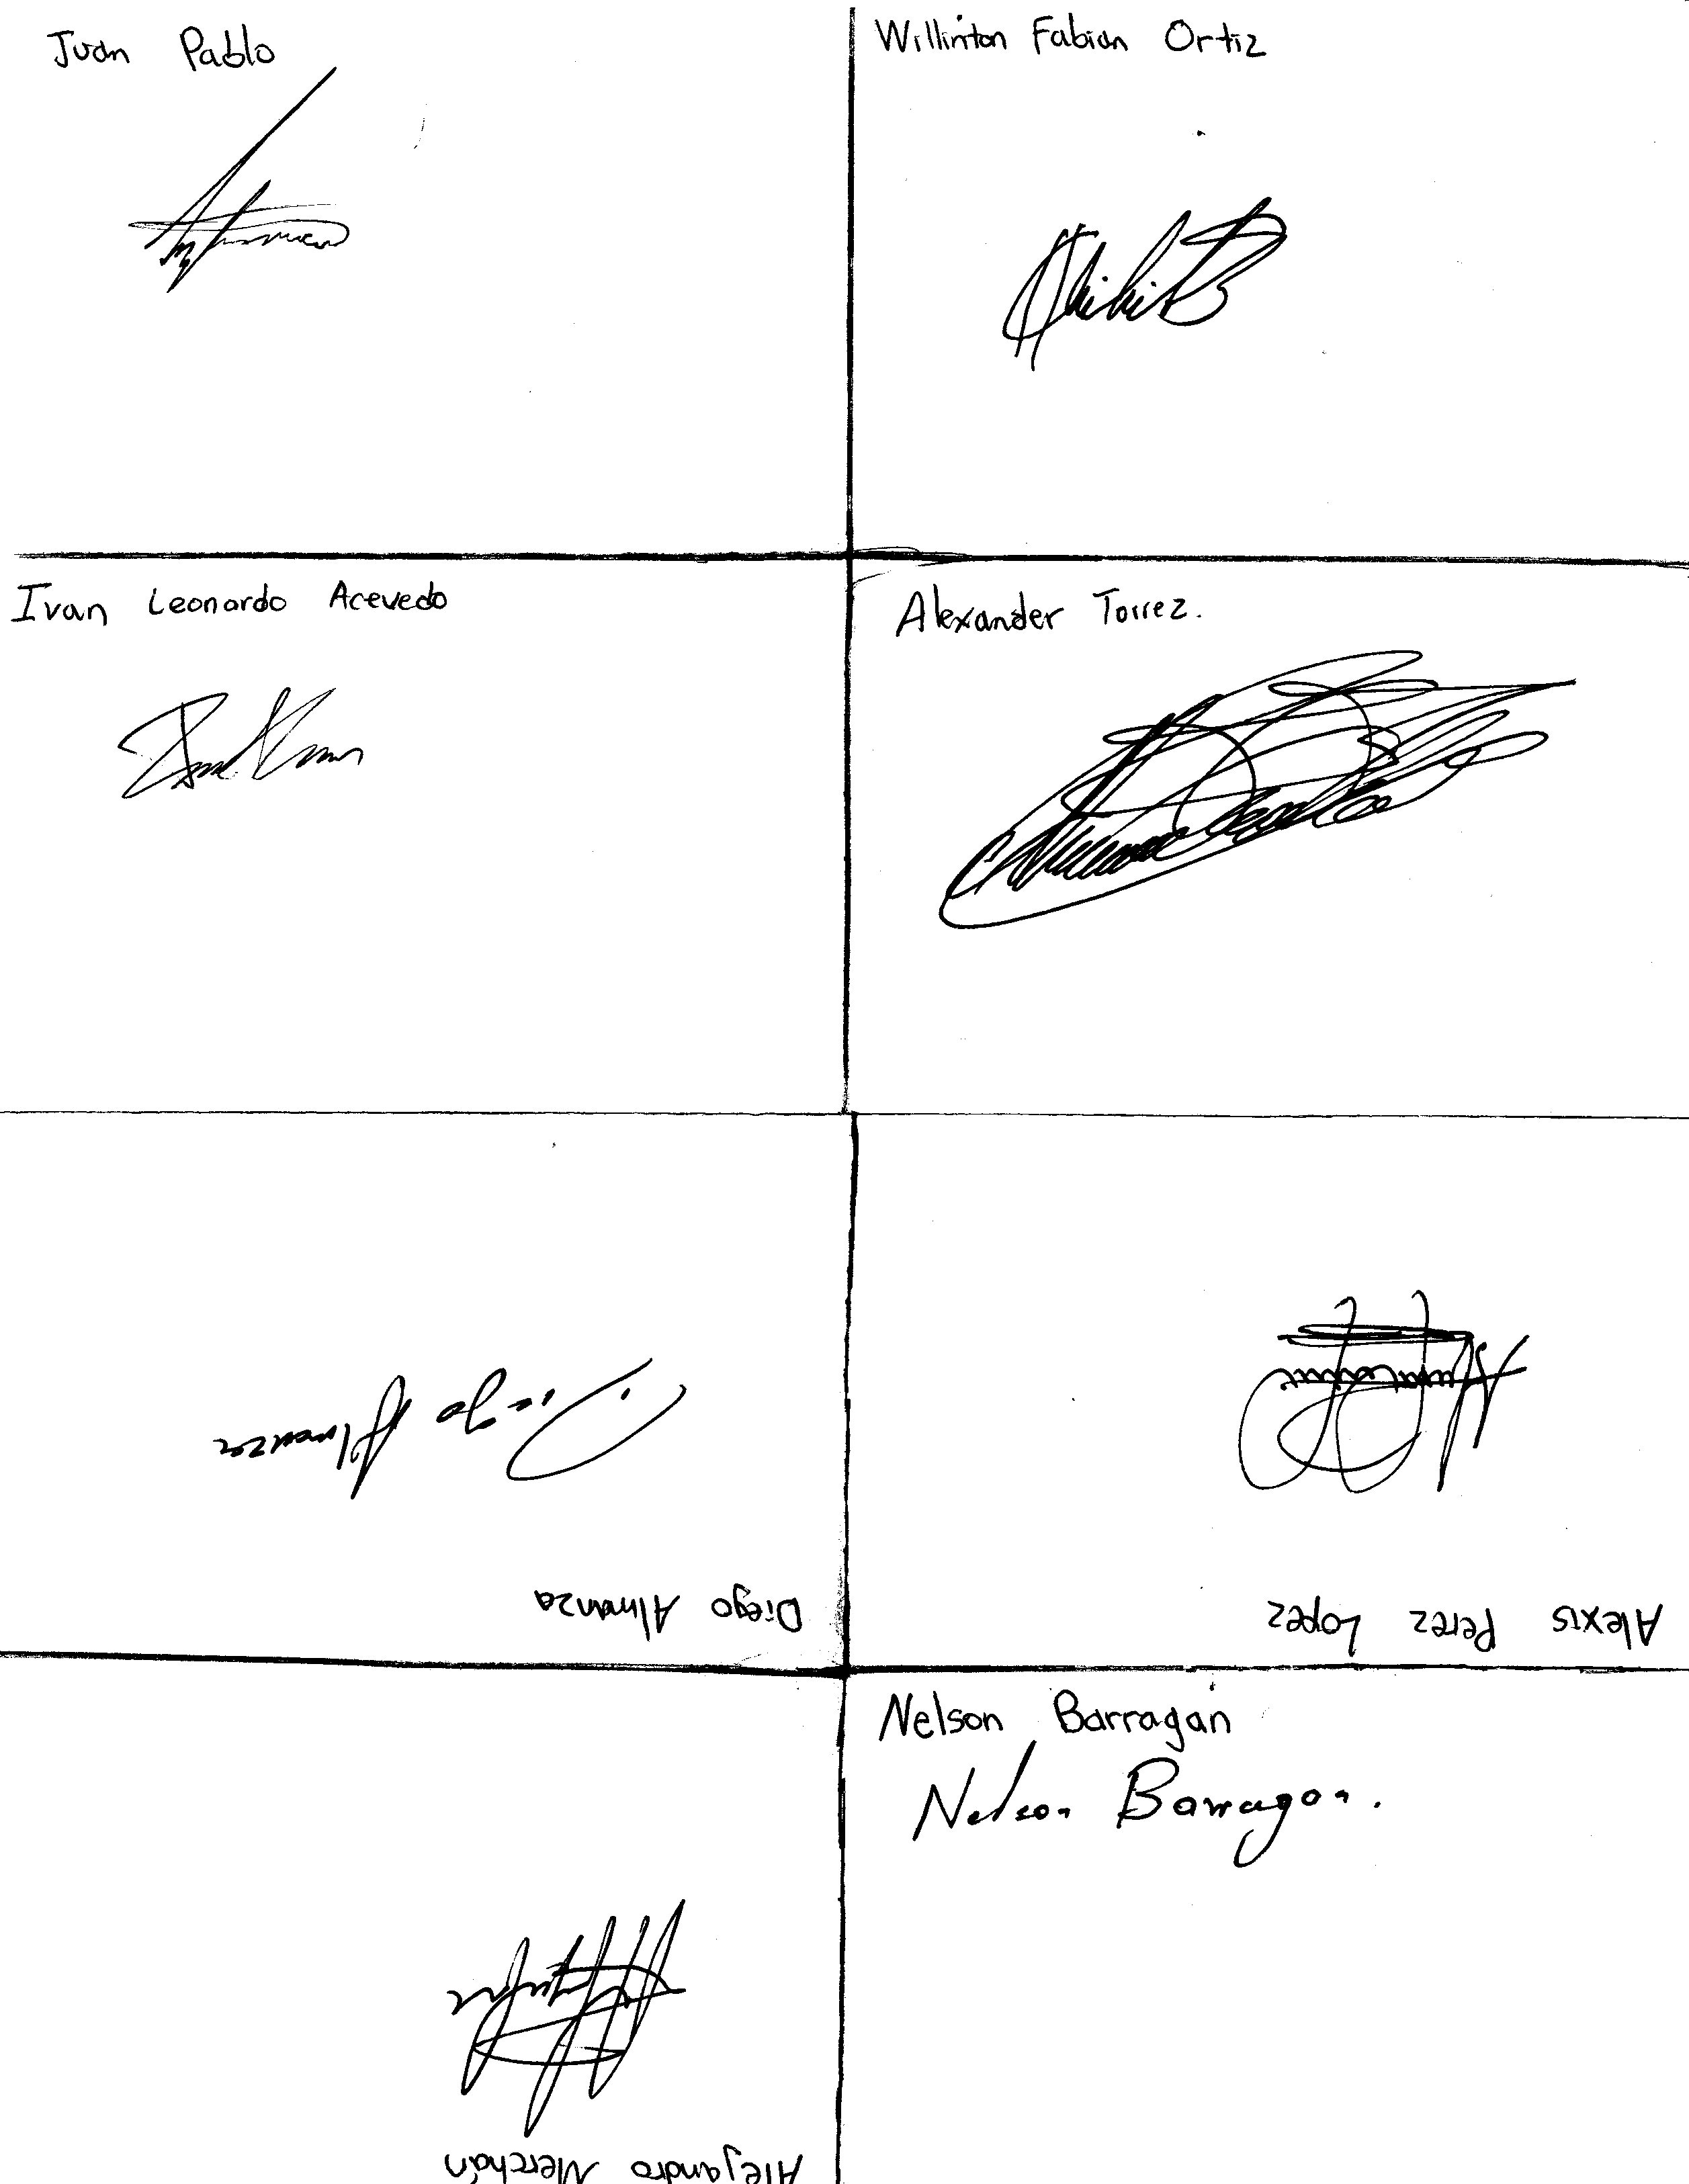 Juan Pablo
Willinton Fabian Ortiz
Ivan Leonardo Acevedo
Alexander Torrez.
Diego Almanza
Diego Almanza
Alexis Perez Lopez
Nelson Barragán
Nelson Barragan.
Alejandro Merchán